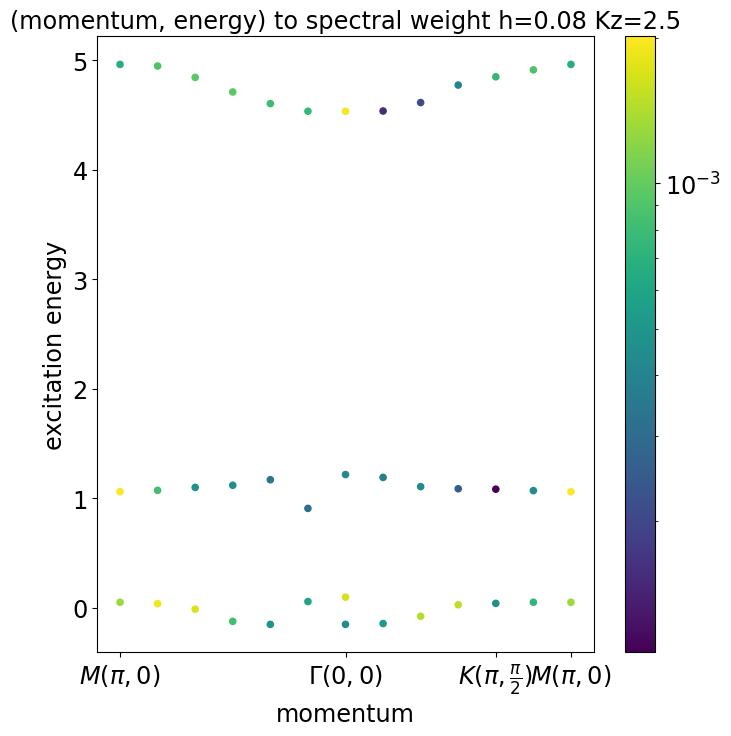 (momentum, energy) to spectral weight h=0.08 Kz=2.5
excitation energy
5
4
3
2
1
0
10⁻³
M(π, 0)
Γ(0, 0)
K(π, π/2)
M(π, 0)
momentum